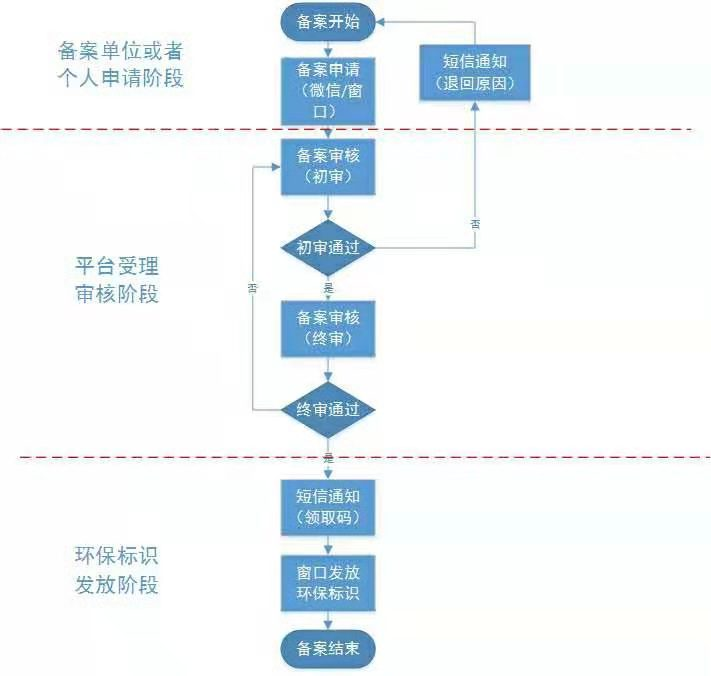 备案开始
备案单位或者
个人申请阶段
备案申请
（微信/窗
口）
短信通知
（退回原因）
备案审核
（初审）
初审通过
否
平台受理
审核阶段
否
是
备案审核
（终审）
终审通过
是
短信通知
（领取码）
环保标识
发放阶段
窗口发放
环保标识
备案结束